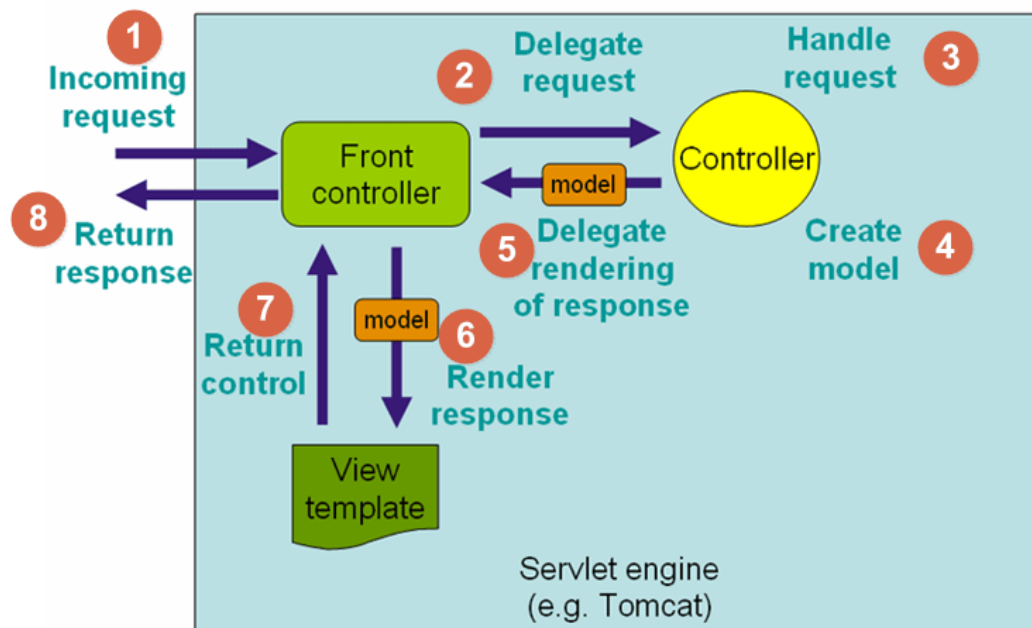 1
Incoming
request
2
Delegate
request
Handle
request
3
Front
controller
Controller
model
8
Return
response
5
Delegate
rendering
of response
Create
model
4
7
Return
control
model
6
Render
response
View
template
Servlet engine
(e.g. Tomcat)